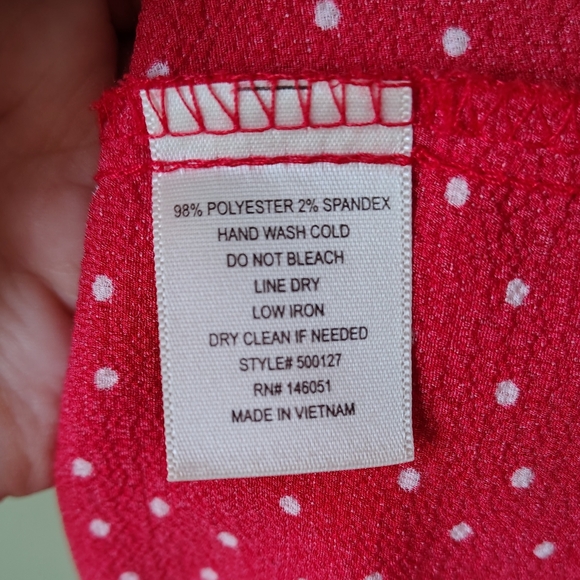 98% POLYESTER 2% SPANDEX
HAND WASH COLD
DO NOT BLEACH
LINE DRY
LOW IRON
DRY CLEAN IF NEEDED
STYLE# 500127
RN# 146051
MADE IN VIETNAM